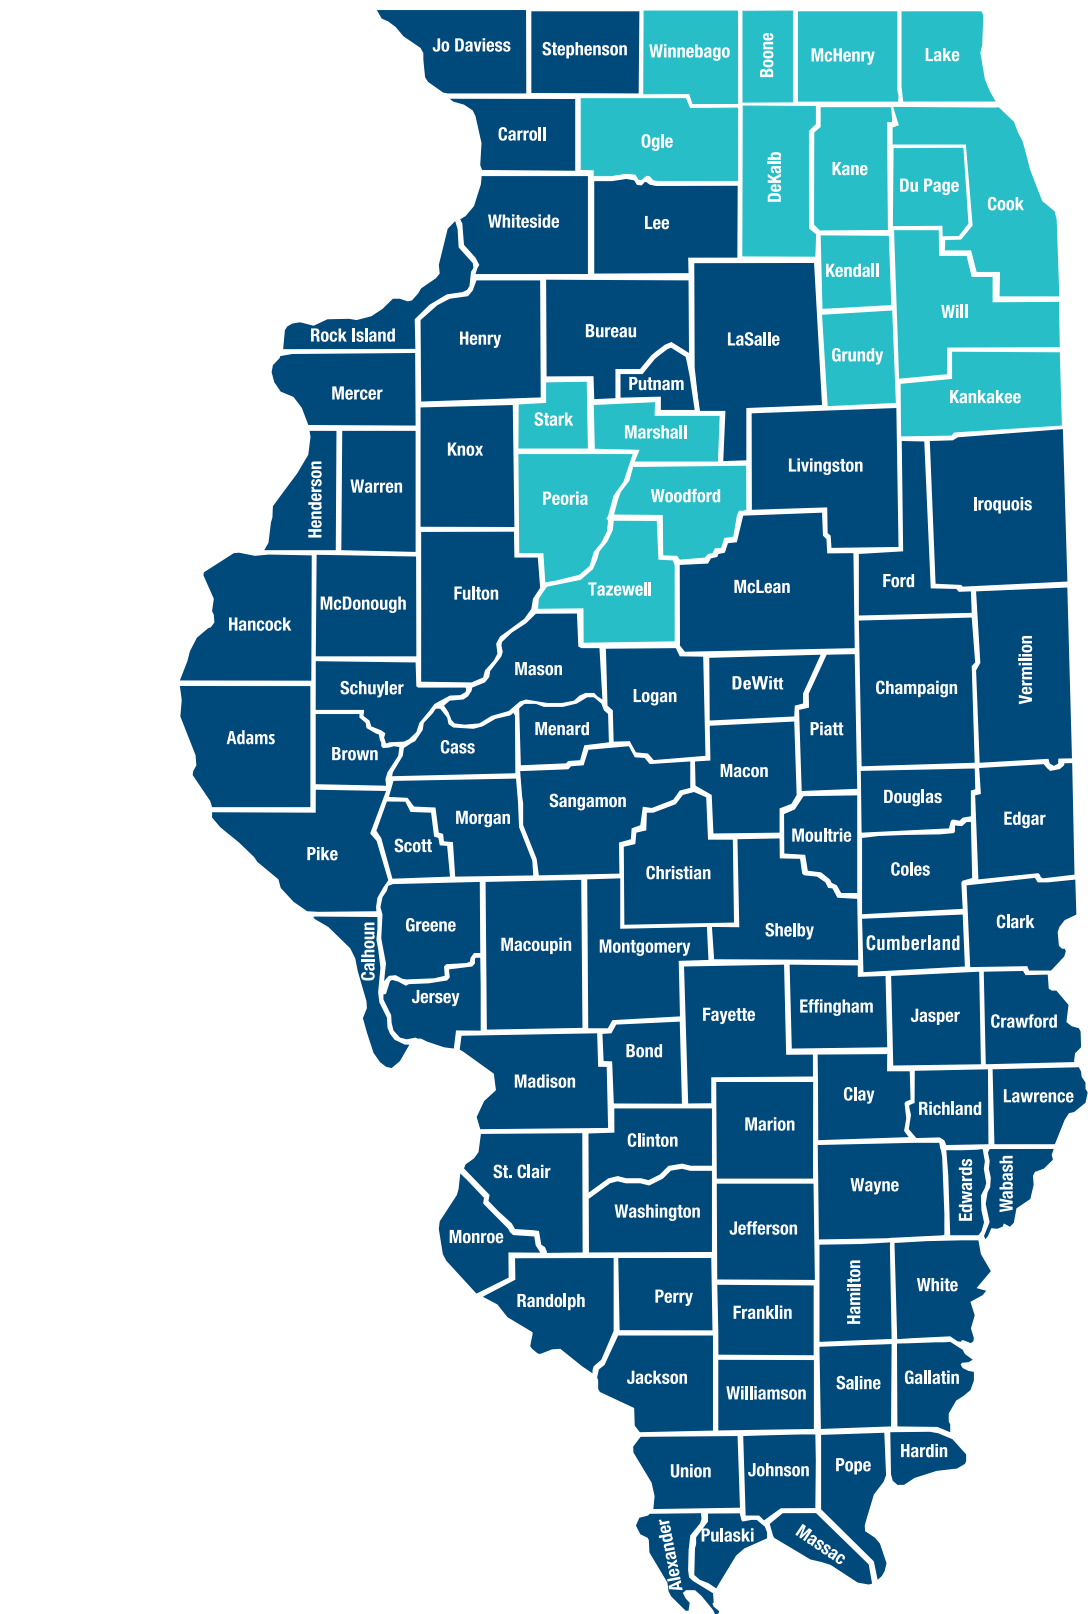 Jo Daviess
Stephenson
Winnebago
Boone
McHenry
Lake
Carroll
Ogle
DeKalb
Kane
Du Page
Cook
Whiteside
Lee
Kendall
Will
Rock Island
Henry
Bureau
LaSalle
Grundy
Mercer
Putnam
Kankakee
Stark
Marshall
Knox
Livingston
Henderson
Warren
Peoria
Woodford
Iroquois
Hancock
McDonough
Fulton
Tazewell
McLean
Ford
Mason
Schuyler
Logan
DeWitt
Champaign
Vermilion
Adams
Brown
Cass
Menard
Piatt
Macon
Sangamon
Douglas
Edgar
Pike
Scott
Morgan
Moultrie
Christian
Coles
Calhoun
Greene
Macoupin
Montgomery
Shelby
Cumberland
Clark
Jersey
Fayette
Effingham
Jasper
Crawford
Madison
Bond
Clay
Richland
Lawrence
Marion
Clinton
St. Clair
Wayne
Edwards
Wabash
Washington
Monroe
Jefferson
Randolph
Perry
Franklin
Hamilton
White
Jackson
Williamson
Saline
Gallatin
Union
Johnson
Pope
Hardin
Alexander
Pulaski
Massac